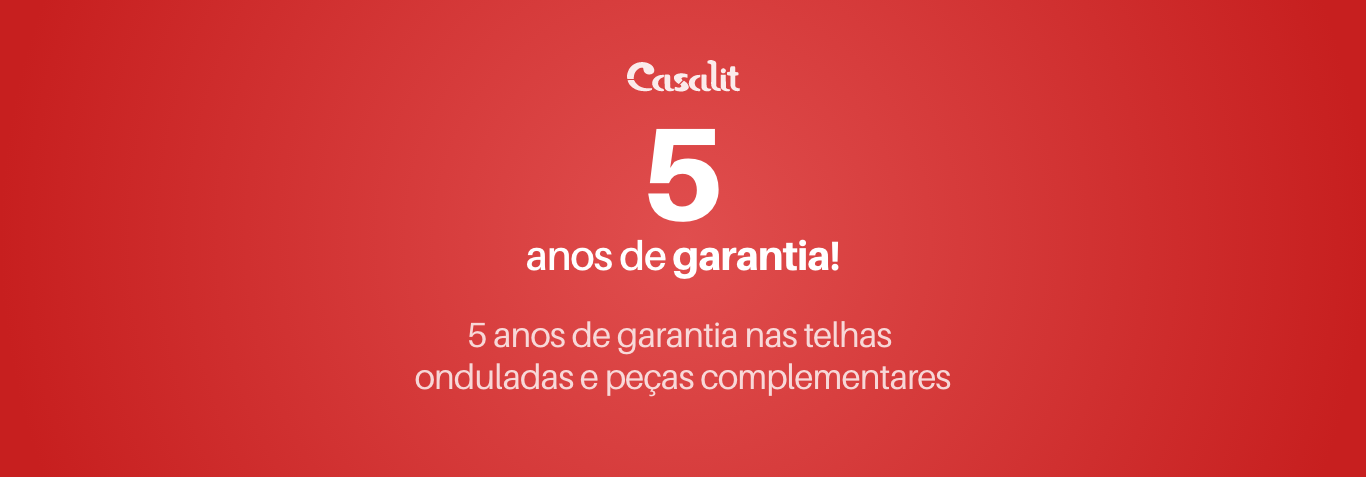 Casalit
5
anos de garantia!
5 anos de garantia nas telhas
onduladas e peças complementares